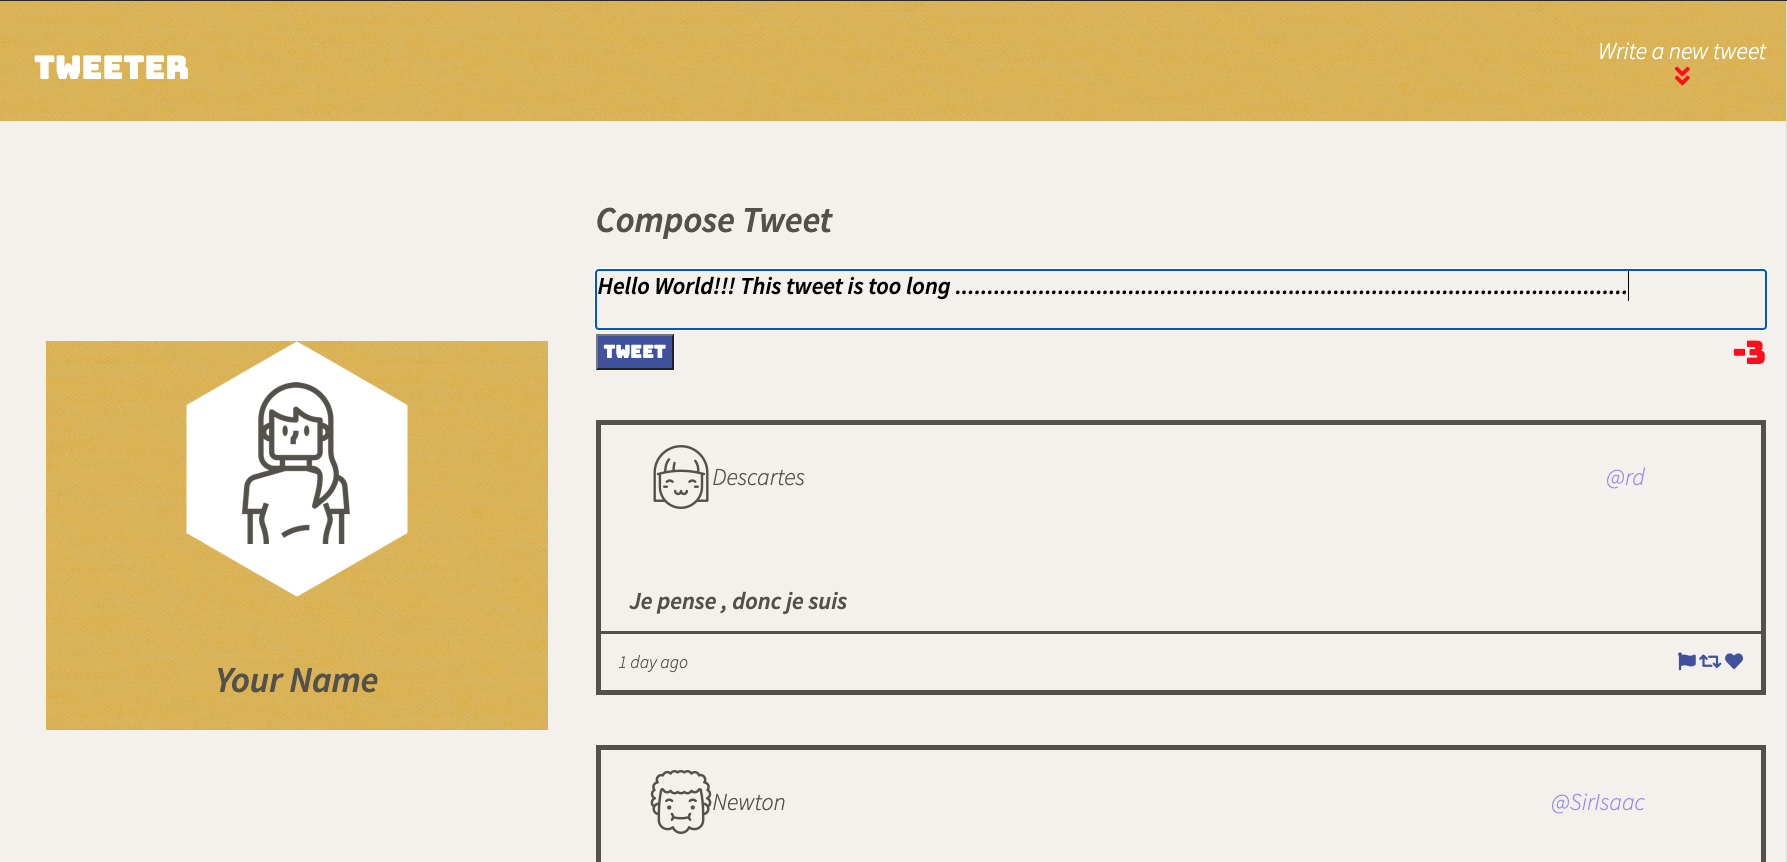 TWEETER
Write a new tweet
Compose Tweet
Hello World!!! This tweet is too long .........................................................................................................
TWEET
-3
Your Name
Descartes
@rd
Je pense , donc je suis
1 day ago
Newton
@SirIsaac